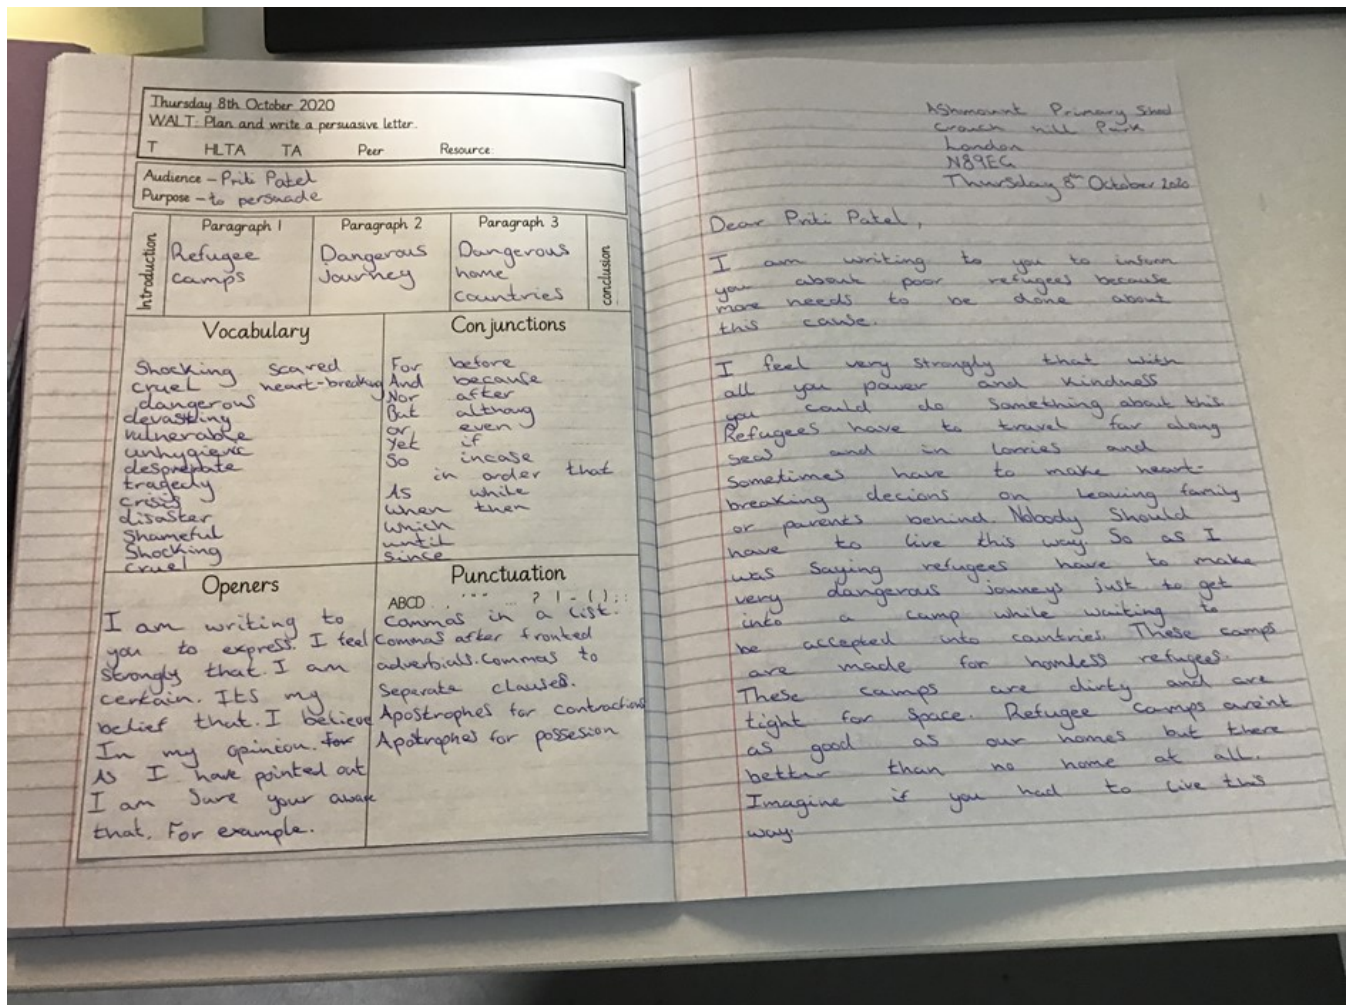 Thursday 8th October 2020
WALT: Plan and write a persuasive letter.
T HLTA TA Peer Resource:
Audience - Priti Patel
Purpose - to persuade
Introduction
Paragraph 1
Refugee
camps
Paragraph 2
Dangerous
journey
Paragraph 3
Dangerous
home
countries
conclusion
Vocabulary
Shocking scared
cruel heart-breaking
dangerous
devasting
vulnerable
unhygienic
desprepate
tragedy
crisis
disaster
Shameful
Shocking
cruel
Conjunctions
For before
And because
Nor after
But althoug
or even
Yet if
So incase
in order that
As while
when then
which
until
since
Openers
I am writing to
you to express. I feel
strongly that. I am
certain. Its my
belief that. I believe
In my opinion. for
As I have pointed out
I am Sure your aware
that. For example.
Punctuation
ABCD . , ' " " ... ? ! - ( ) ; :
Commas in a list.
Commas after fronted
adverbials. Commas to
Seperate clauses.
Apostrophes for contractions
Apotrophes for possesion
Ashmount Primary
Crouch hill Park
London
N89EG
Thursday 8th October 2020
Dear Priti Patel,
I am writing to you to inform
you about poor refugees because
more needs to be done about
this cause.
I feel very strongly that with
all you power and kindness
you could do something about this
Refugees have to travel far along
seas and in lorries and
Sometimes have to make heart-
breaking decions on leaving family
or parents behind. Nobody Should
have to live this way. So as I
was Saying refugees have to make
very dangerous journeys just to get
into a camp while waiting to
be accepted into countries. These camps
are made for homless refugees.
These camps are dirty and are
tight for space. Refugee camps arent
as good as our homes but there
better than no home at all.
Imagine if you had to live this
way.